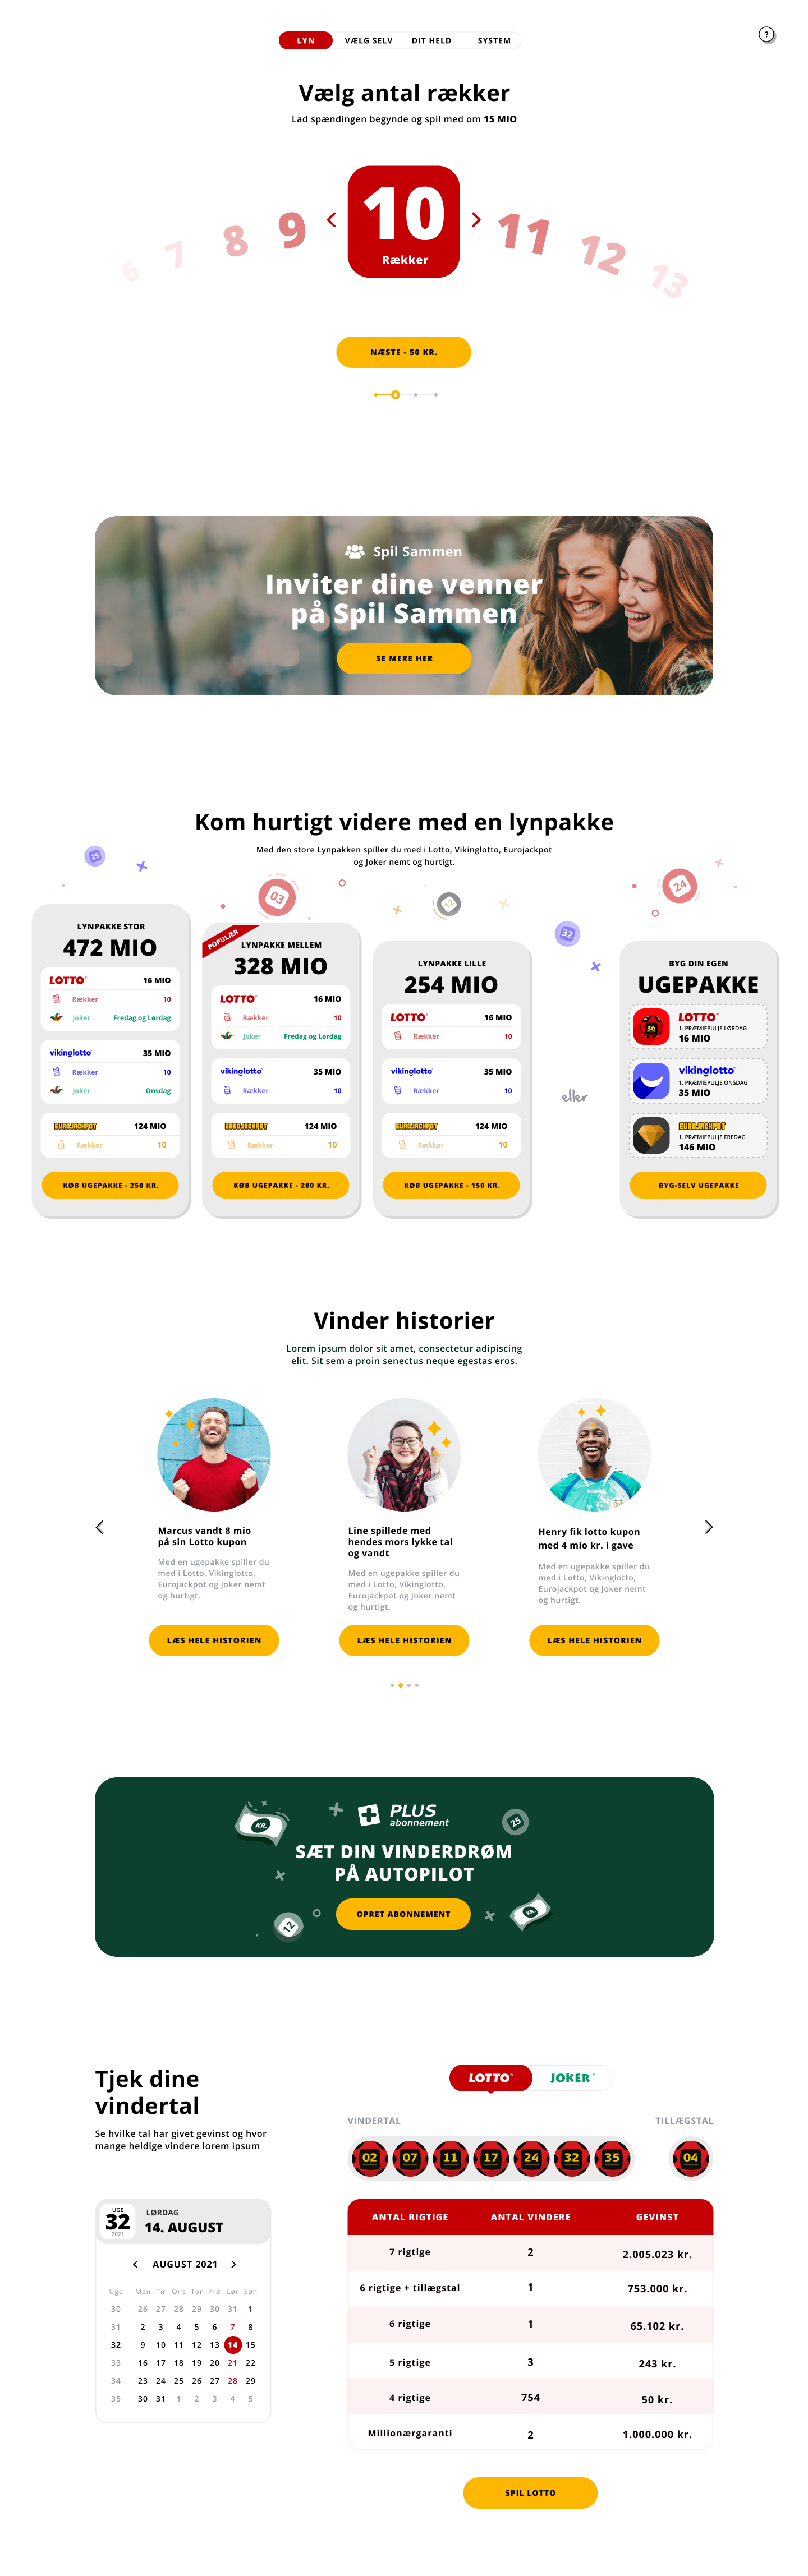 LYN VÆLG SELV DIT HELD SYSTEM
?
Vælg antal rækker
Lad spændingen begynde og spil med om 15 MIO
6 7 8 9 10 11 12 13
Rækker
NÆSTE - 50 KR.
Spil Sammen
Inviter dine venner
på Spil Sammen
SE MERE HER
Kom hurtigt videre med en lynpakke
Med den store Lynpakken spiller du med i Lotto, Vikinglotto, Eurojackpot
og Joker nemt og hurtigt.
25
03
12
32
24
LYNPAKKE STOR
472 MIO
LOTTO 16 MIO
Rækker 10
Joker Fredag og Lørdag
vikinglotto 35 MIO
Rækker 10
Joker Onsdag
EUROJACKPOT 124 MIO
Rækker 10
KØB UGEPAKKE - 250 KR.
POPULÆR
LYNPAKKE MELLEM
328 MIO
LOTTO 16 MIO
Rækker 10
Joker Fredag og Lørdag
vikinglotto 35 MIO
Rækker 10
EUROJACKPOT 124 MIO
Rækker 10
KØB UGEPAKKE - 200 KR.
LYNPAKKE LILLE
254 MIO
LOTTO 16 MIO
Rækker 10
vikinglotto 35 MIO
Rækker 10
EUROJACKPOT 124 MIO
Rækker 10
KØB UGEPAKKE - 150 KR.
eller
BYG DIN EGEN
UGEPAKKE
36
LOTTO
1. PRÆMIEPULJE LØRDAG
16 MIO
vikinglotto
1. PRÆMIEPULJE ONSDAG
35 MIO
EUROJACKPOT
1. PRÆMIEPULJE FREDAG
146 MIO
BYG-SELV UGEPAKKE
Vinder historier
Lorem ipsum dolor sit amet, consectetur adipiscing
elit. Sit sem a proin senectus neque egestas eros.
Marcus vandt 8 mio
på sin Lotto kupon
Med en ugepakke spiller du
med i Lotto, Vikinglotto,
Eurojackpot og Joker nemt
og hurtigt.
LÆS HELE HISTORIEN
Line spillede med
hendes mors lykke tal
og vandt
Med en ugepakke spiller du
med i Lotto, Vikinglotto,
Eurojackpot og Joker nemt
og hurtigt.
LÆS HELE HISTORIEN
Henry fik lotto kupon
med 4 mio kr. i gave
Med en ugepakke spiller du
med i Lotto, Vikinglotto,
Eurojackpot og Joker nemt
og hurtigt.
LÆS HELE HISTORIEN
KR.
PLUS
abonnement
25
SÆT DIN VINDERDRØM
PÅ AUTOPILOT
OPRET ABONNEMENT
12
KR.
Tjek dine
vindertal
Se hvilke tal har givet gevinst og hvor
mange heldige vindere lorem ipsum
UGE
32
2021
LØRDAG
14. AUGUST
AUGUST 2021
Uge Man Tir Ons Tor Fre Lør Søn
30 26 27 28 29 30 31 1
31 2 3 4 5 6 7 8
32 9 10 11 12 13 14 15
33 16 17 18 19 20 21 22
34 23 24 25 26 27 28 29
35 30 31 1 2 3 4 5
LOTTO JOKER
VINDERTAL TILLÆGSTAL
02 07 11 17 24 32 35 04
ANTAL RIGTIGE ANTAL VINDERE GEVINST
7 rigtige 2 2.005.023 kr.
6 rigtige + tillægstal 1 753.000 kr.
6 rigtige 1 65.102 kr.
5 rigtige 3 243 kr.
4 rigtige 754 50 kr.
Millionærgaranti 2 1.000.000 kr.
SPIL LOTTO